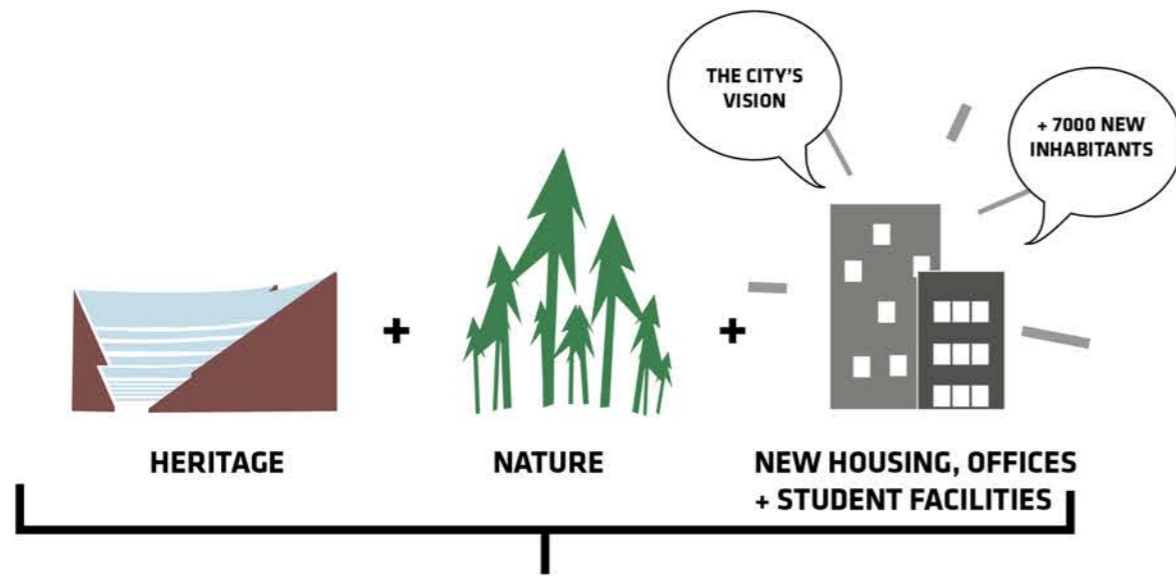 THE CITY'S
VISION
+ 7000 NEW
INHABITANTS
+
+
HERITAGE
NATURE
NEW HOUSING, OFFICES
+ STUDENT FACILITIES